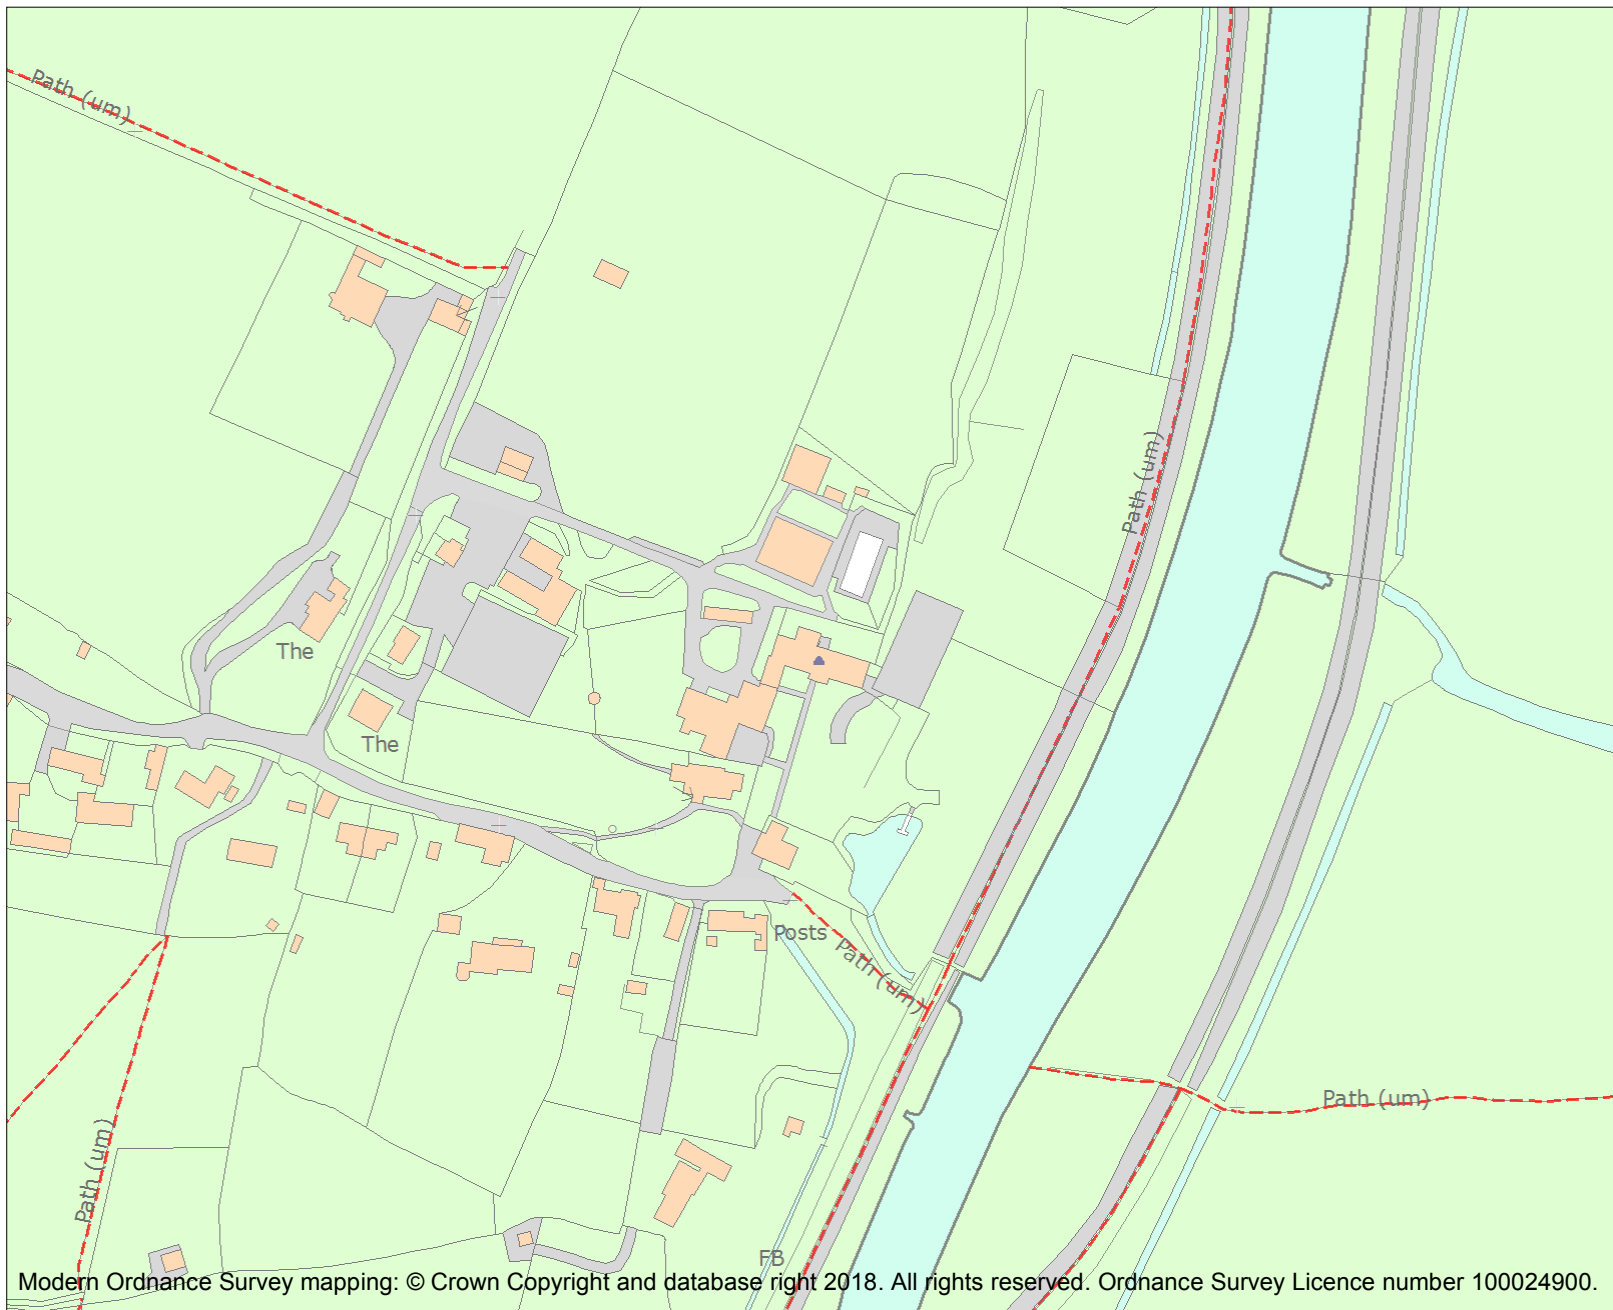 Path (um)
Path (um)
The
The
Posts
Path (um)
Path (um)
Path (um)
FB
Modern Ordnance Survey mapping: © Crown Copyright and database right 2018. All rights reserved. Ordnance Survey Licence number 100024900.